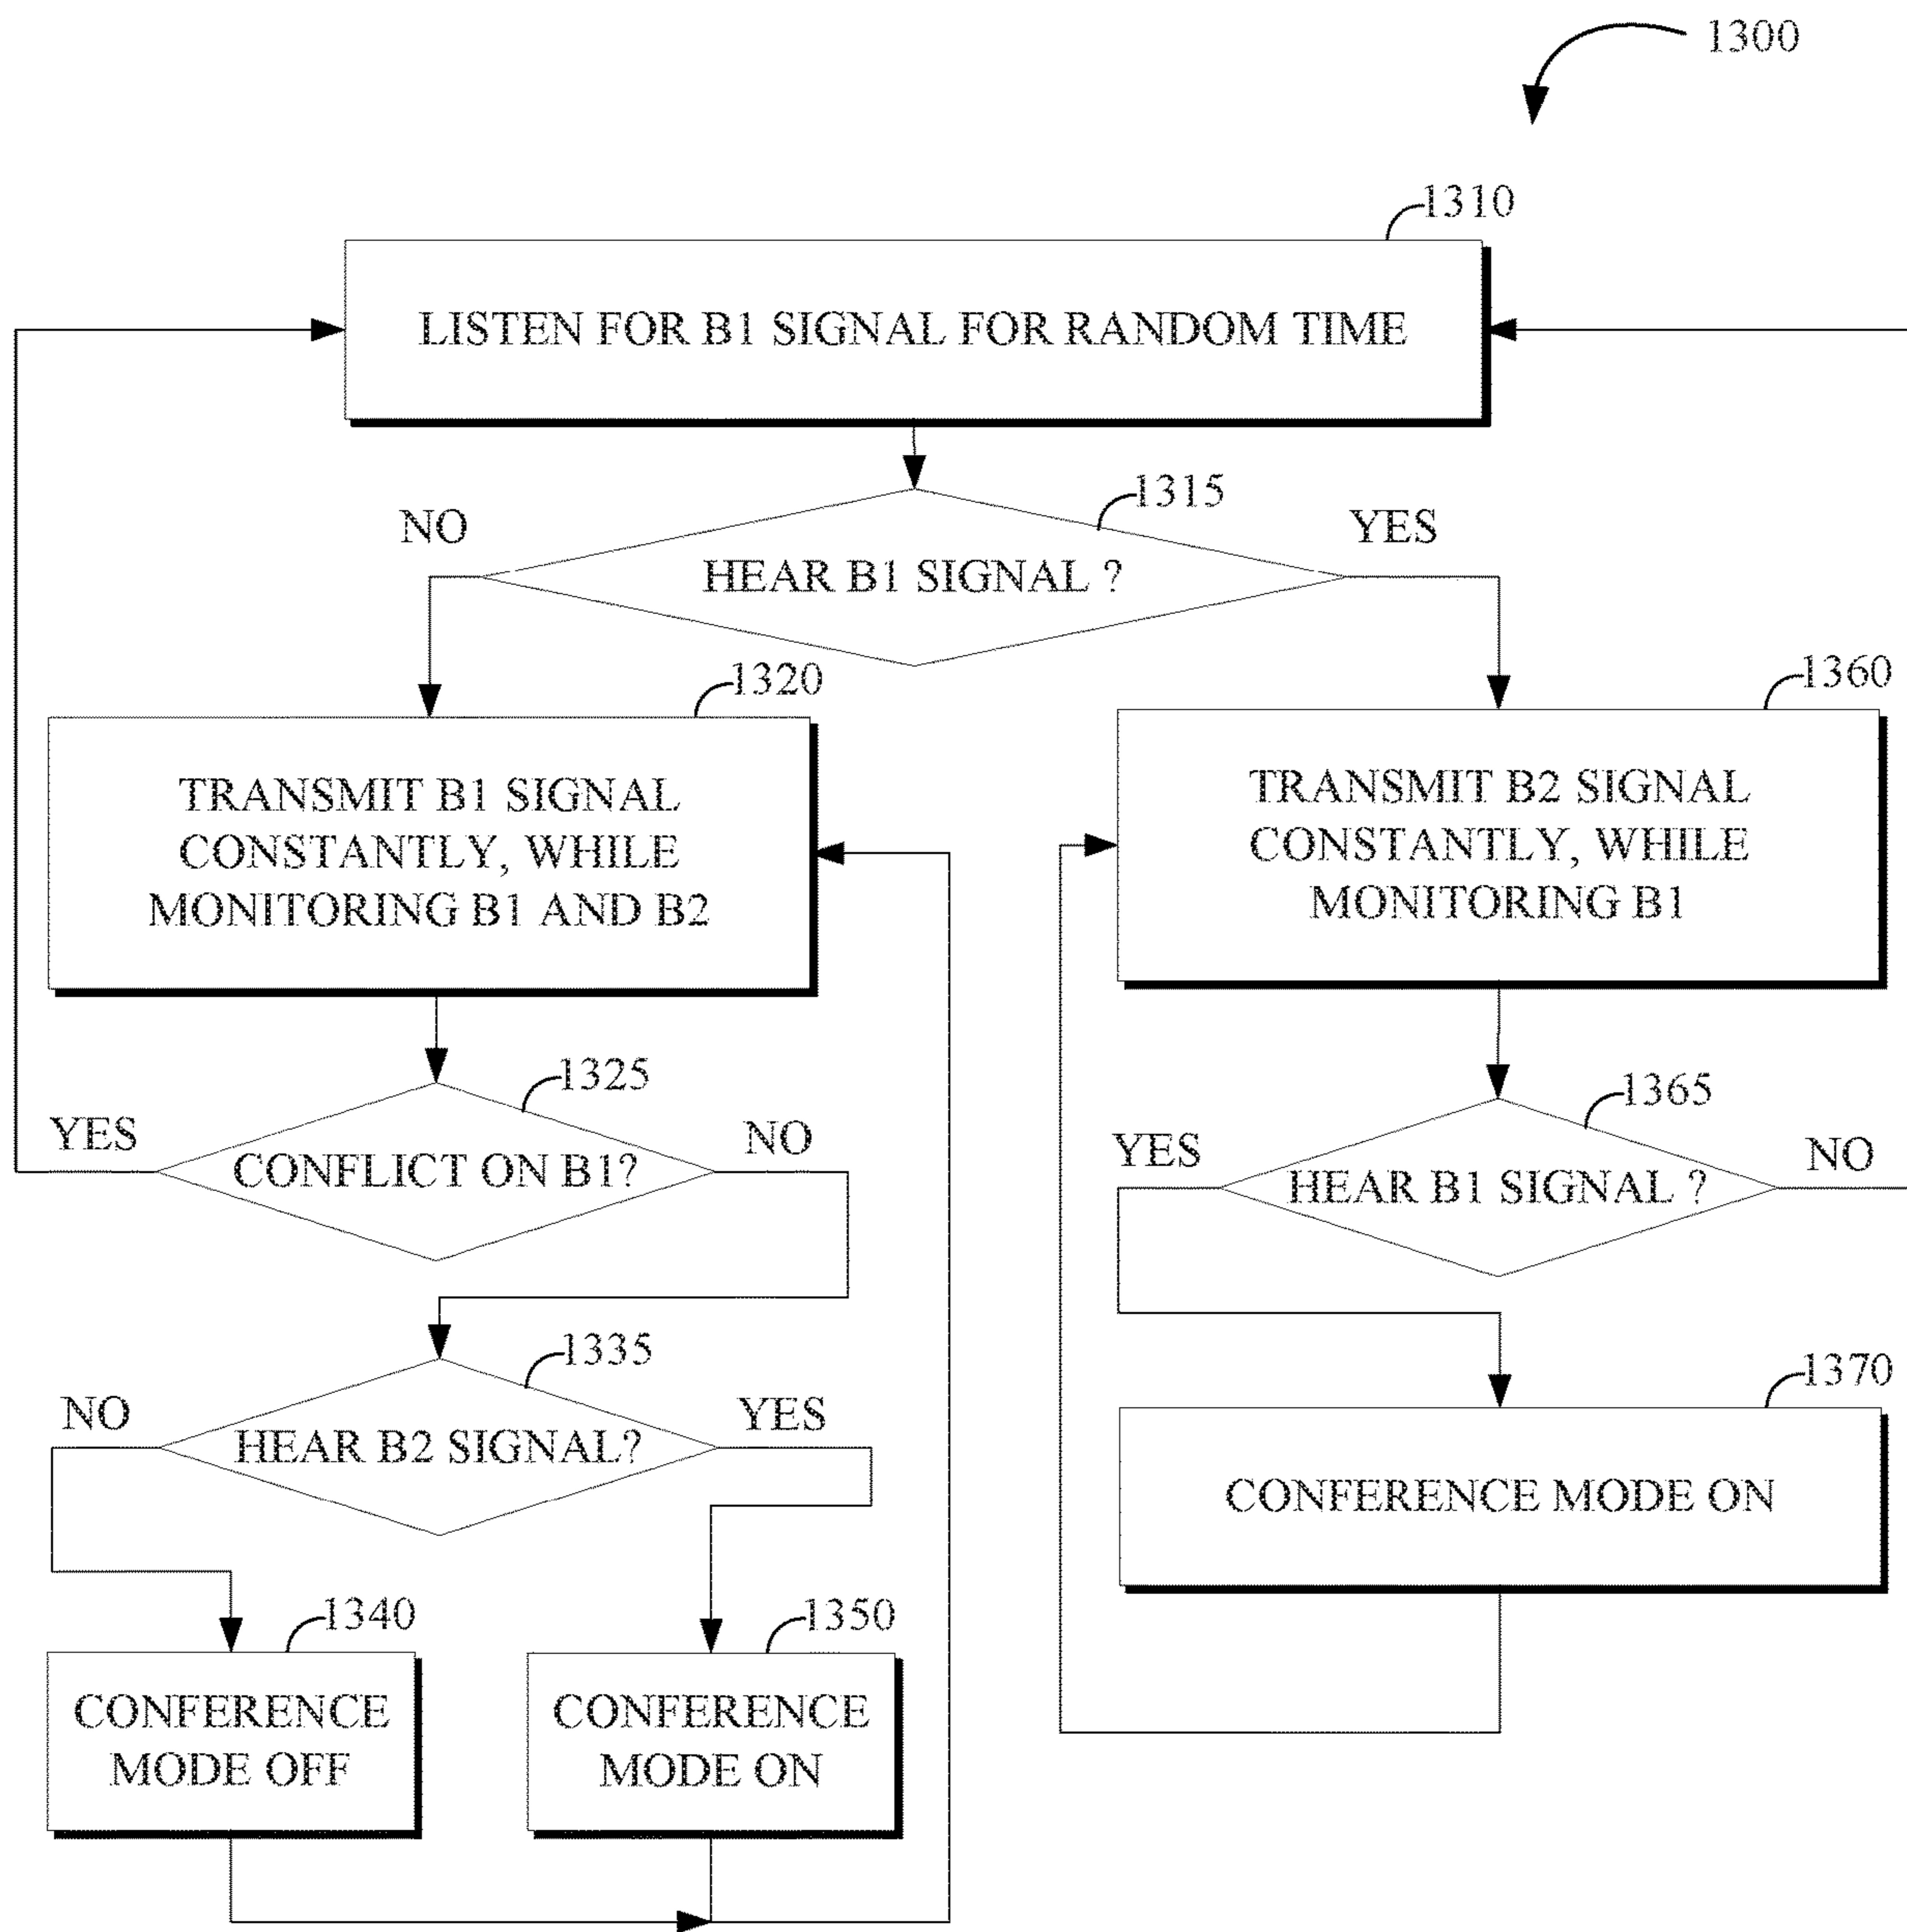 1300
1310
LISTEN FOR B1 SIGNAL FOR RANDOM TIME
1315
NO
YES
HEAR B1 SIGNAL ?
1320
1360
TRANSMIT B1 SIGNAL
CONSTANTLY, WHILE
MONITORING B1 AND B2
TRANSMIT B2 SIGNAL
CONSTANTLY, WHILE
MONITORING B1
1325
YES
NO
CONFLICT ON B1?
1365
YES
NO
HEAR B1 SIGNAL ?
1335
NO
YES
HEAR B2 SIGNAL?
1370
CONFERENCE MODE ON
1340
1350
CONFERENCE
MODE OFF
CONFERENCE
MODE ON